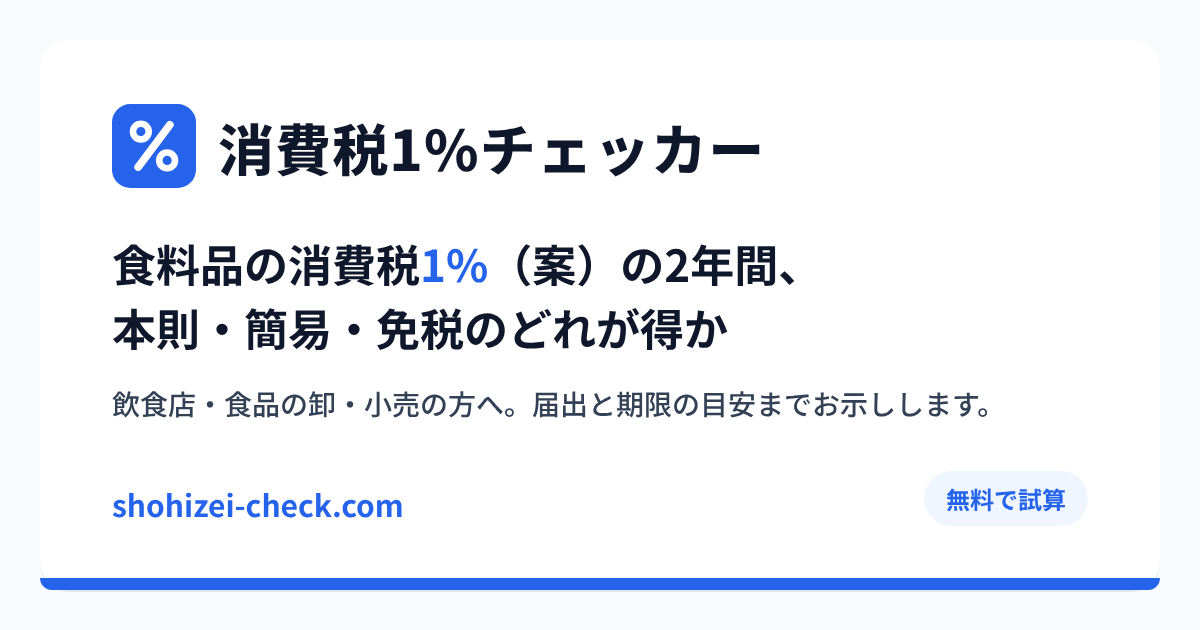 消費税1%チェッカー
食料品の消費税1%（案）の2年間、
本則・簡易・免税のどれが得か
飲食店・食品の卸・小売の方へ。届出と期限の目安までお示しします。
shohizei-check.com
無料で試算